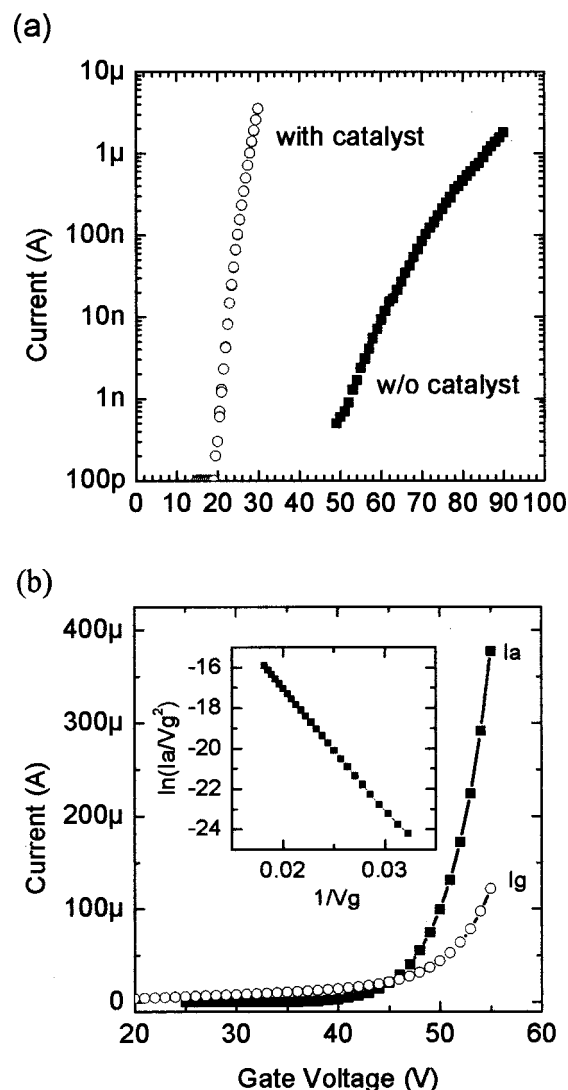 (a)
10μ
1μ
100n
10n
1n
100p
Current (A)
with catalyst
w/o catalyst
0 10 20 30 40 50 60 70 80 90 100
(b)
400μ
300μ
200μ
100μ
0
Current (A)
-16
-18
-20
-22
-24
ln(Ia/Vg²)
0.02 0.03
1/Vg
Ia
Ig
20 30 40 50 60
Gate Voltage (V)